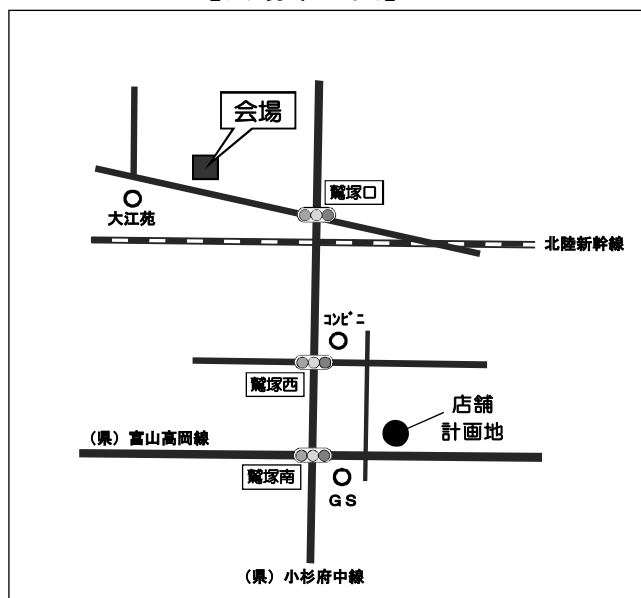 会場
鷲塚口
大江苑
北陸新幹線
コンビニ
鷲塚西
店舗
計画地
（県）富山高岡線
鷲塚南
ＧＳ
（県）小杉府中線